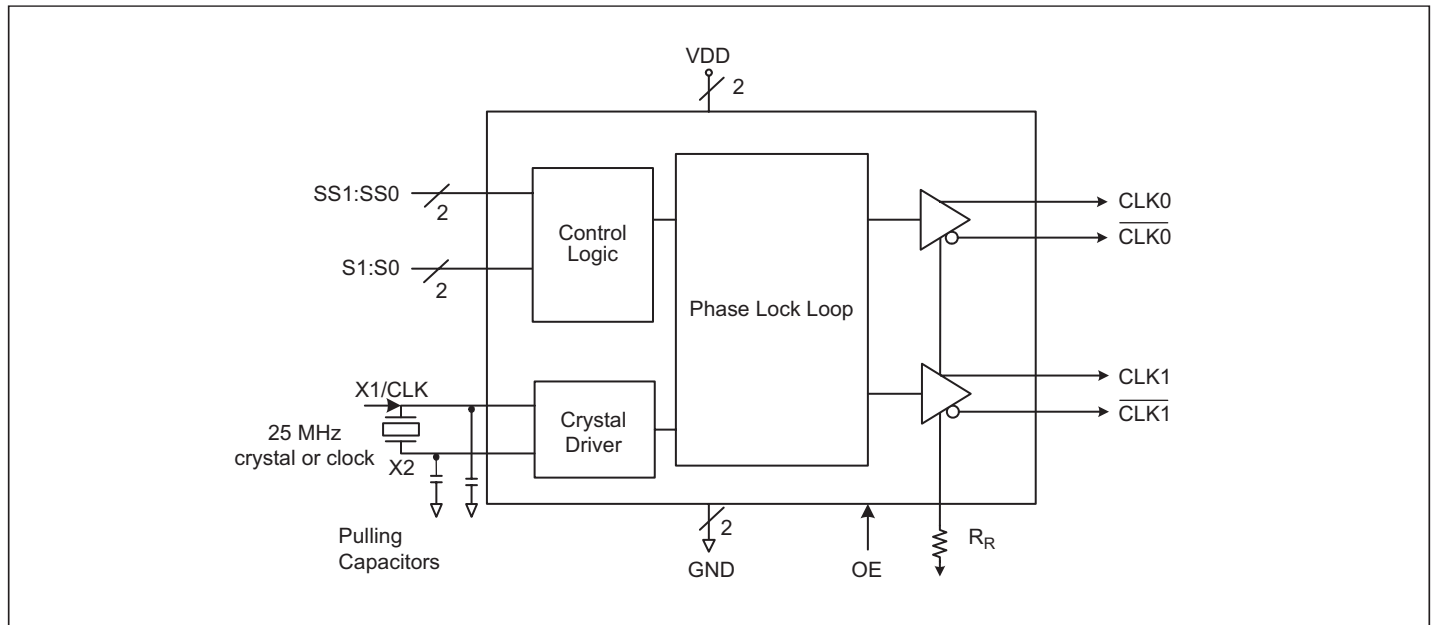 VDD
2
SS1:SS0
2
S1:S0
2
Control
Logic
Phase Lock Loop
CLK0
CLK0
X1/CLK
25 MHz
crystal or clock
X2
Crystal
Driver
CLK1
CLK1
Pulling
Capacitors
2
GND
OE
RR